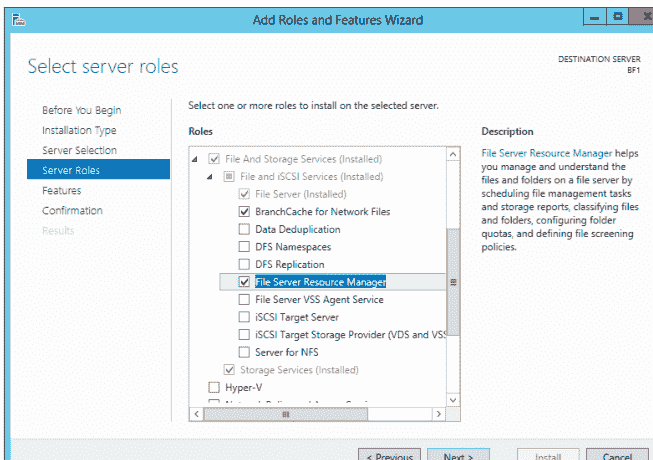 Add Roles and Features Wizard
Select server roles
DESTINATION SERVER
BF1
Before You Begin
Installation Type
Server Selection
Server Roles
Features
Confirmation
Results
Select one or more roles to install on the selected server.
Roles
File And Storage Services (Installed)
File and iSCSI Services (Installed)
File Server (Installed)
BranchCache for Network Files
Data Deduplication
DFS Namespaces
DFS Replication
File Server Resource Manager
File Server VSS Agent Service
iSCSI Target Server
iSCSI Target Storage Provider (VDS and VSS
Server for NFS
Storage Services (Installed)
Hyper-V
Description
File Server Resource Manager helps
you manage and understand the
files and folders on a file server by
scheduling file management tasks
and storage reports, classifying files
and folders, configuring folder
quotas, and defining file screening
policies.
< Previous
Next >
Install
Cancel